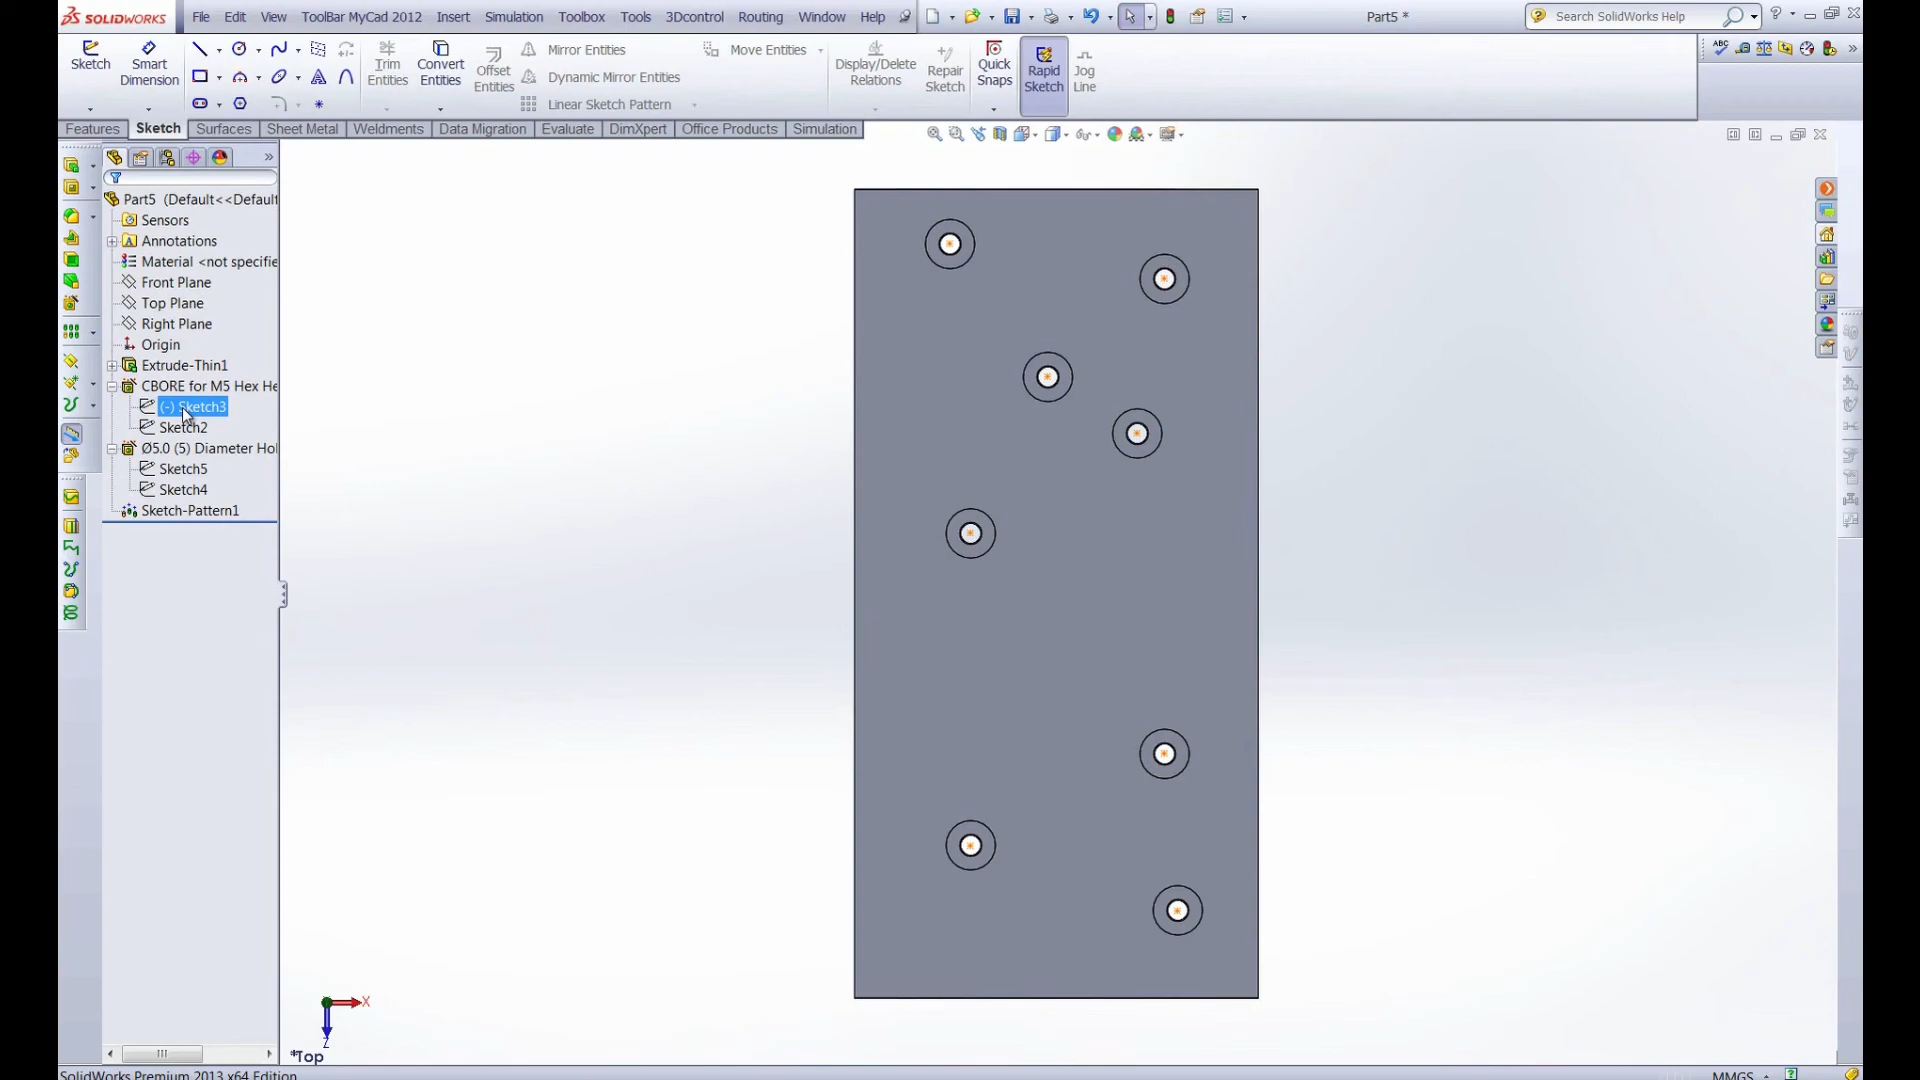 SOLIDWORKS File Edit View ToolBar MyCad 2012 Insert Simulation Toolbox Tools 3Dcontrol Routing Window Help Part5 * Search SolidWorks Help
Sketch Smart Dimension Trim Entities Convert Entities Offset Entities Mirror Entities Move Entities Display/Delete Relations Repair Sketch Quick Snaps Rapid Sketch Jog Line ABC
Dynamic Mirror Entities
Linear Sketch Pattern
Features Sketch Surfaces Sheet Metal Weldments Data Migration Evaluate DimXpert Office Products Simulation
Part5 (Default<<Default
Sensors
A Annotations
Material <not specifie
Front Plane
Top Plane
Right Plane
Origin
Extrude-Thin1
CBORE for M5 Hex He
(-) Sketch3
Sketch2
Ø5.0 (5) Diameter Hol
Sketch5
Sketch4
Sketch-Pattern1
X
Z
*Top
SolidWorks Premium 2013 x64 Edition MMGS